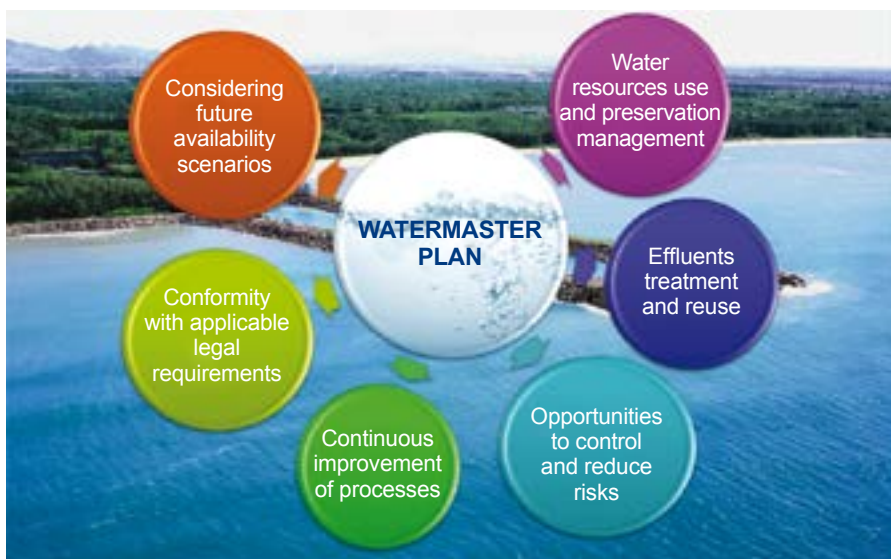 WATERMASTER
PLAN
Considering
future
availability
scenarios
Water
resources use
and preservation
management
Effluents
treatment
and reuse
Opportunities
to control
and reduce
risks
Continuous
improvement
of processes
Conformity
with applicable
legal
requirements